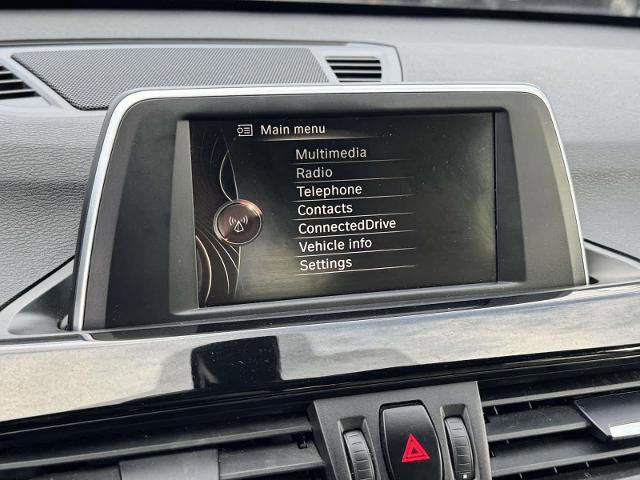 Main menu
Multimedia
Radio
Telephone
Contacts
ConnectedDrive
Vehicle info
Settings